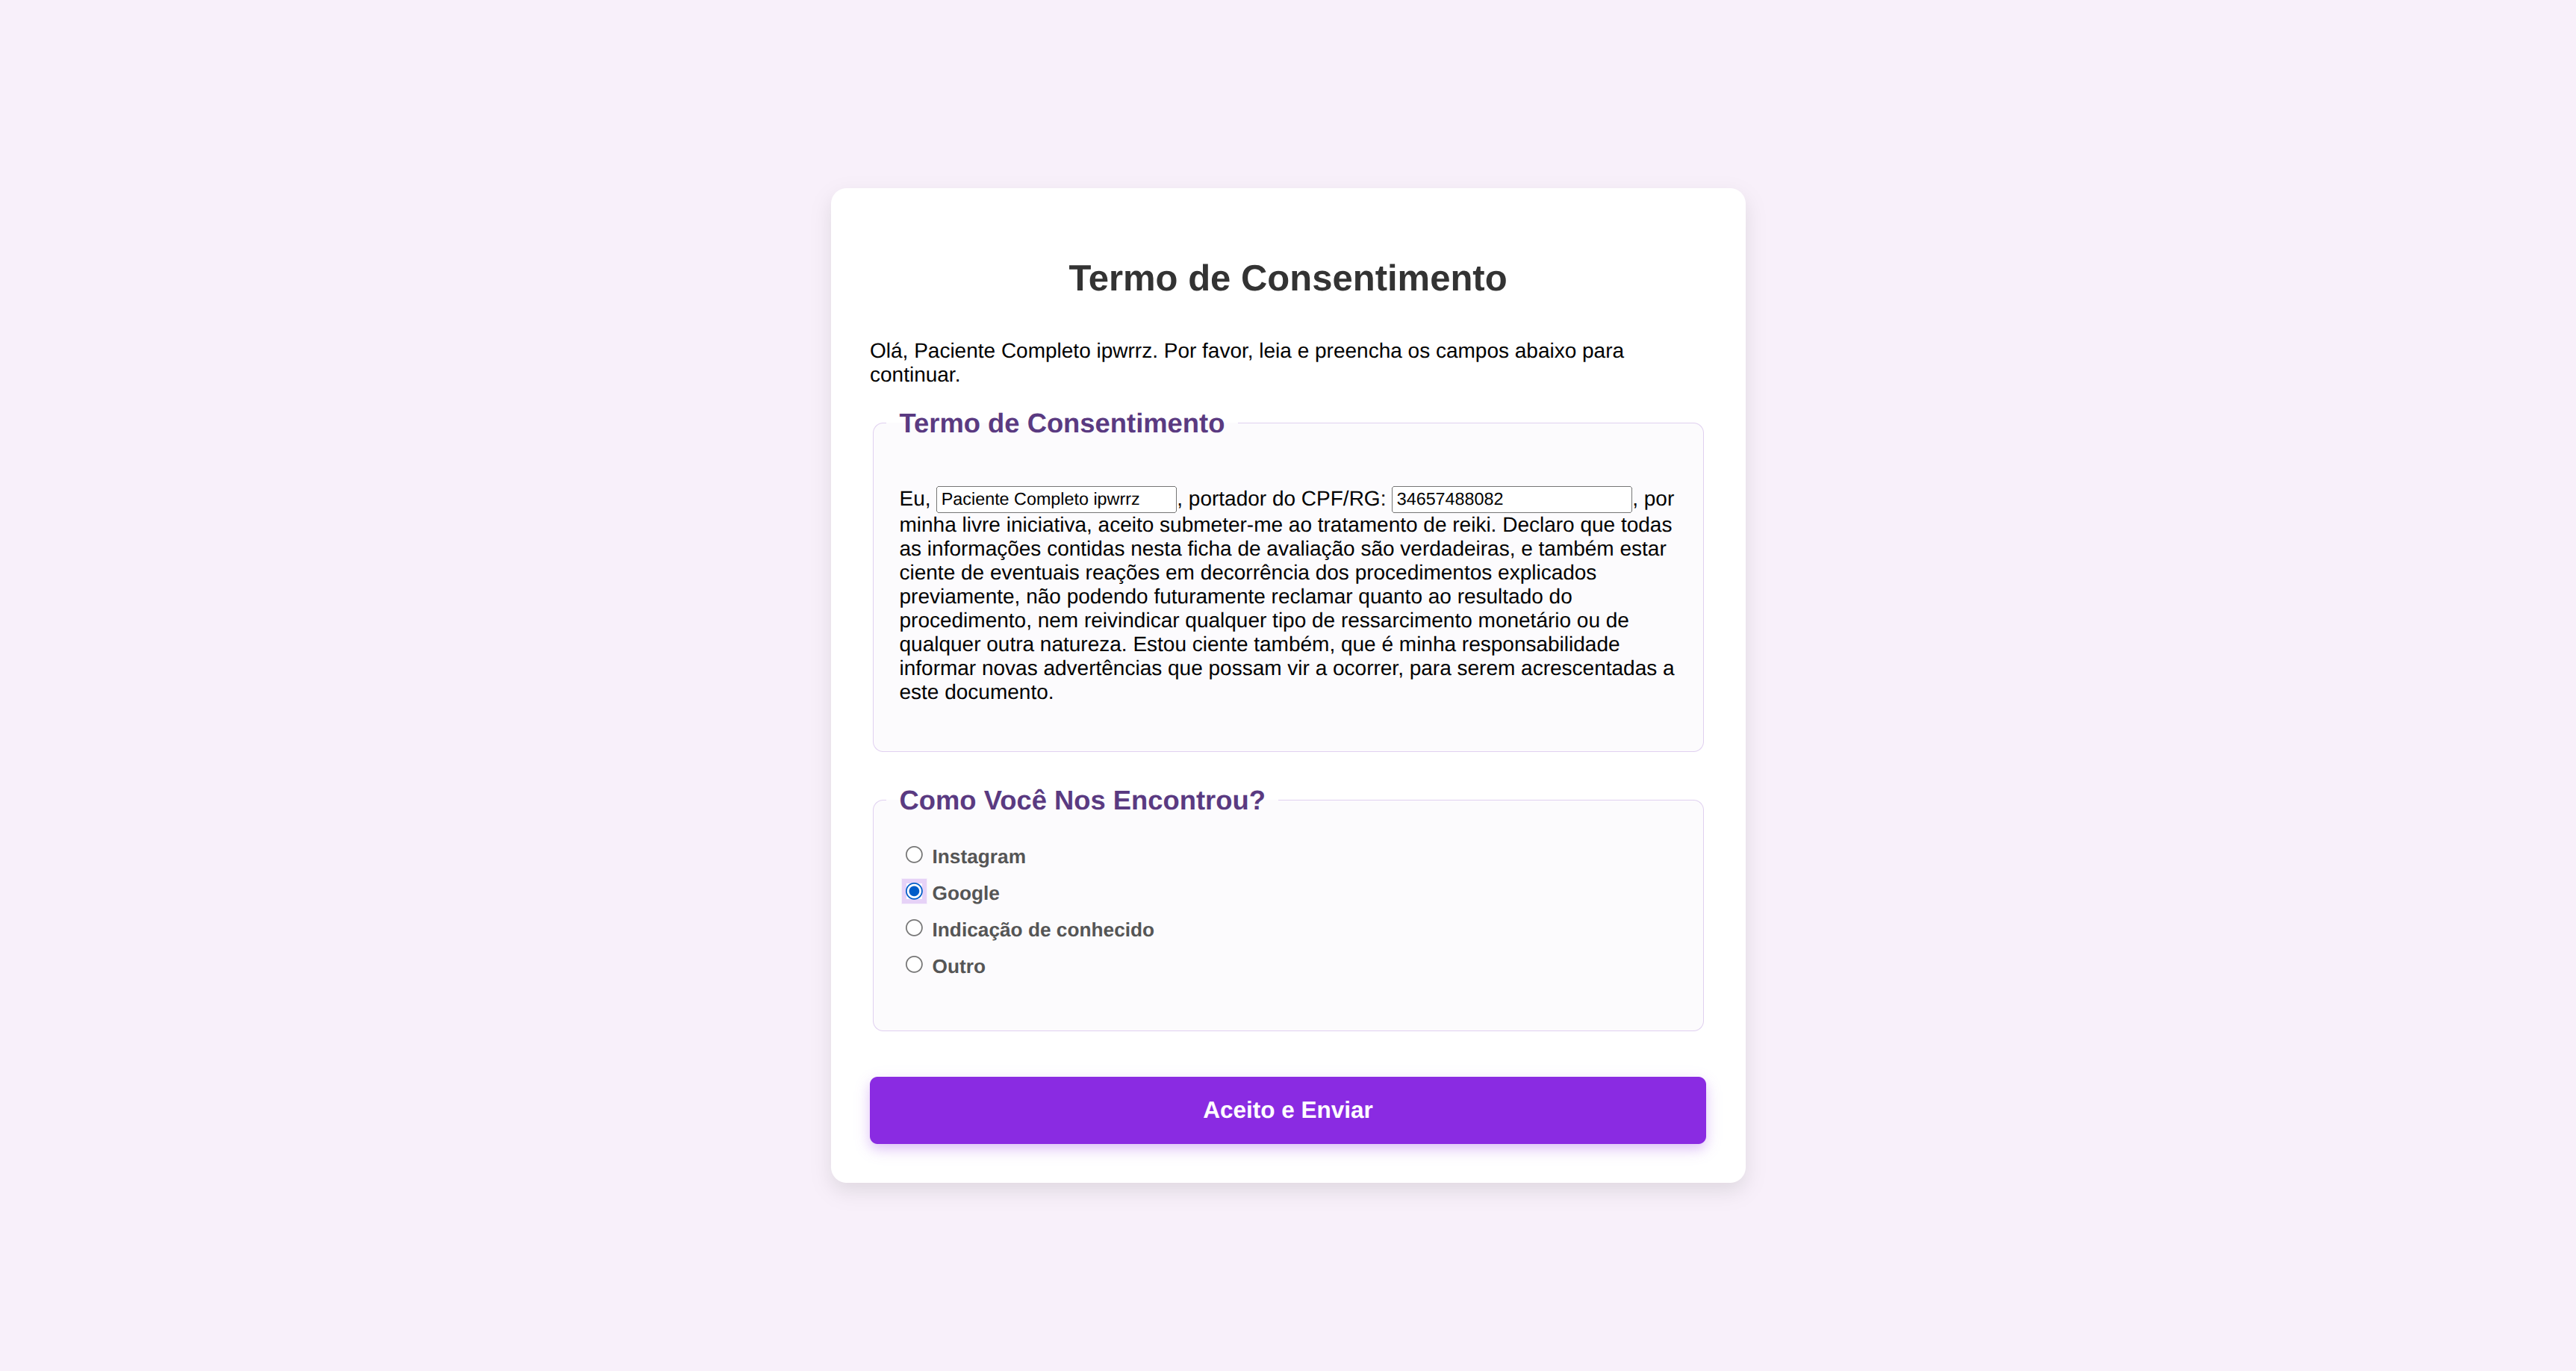 Termo de Consentimento
Olá, Paciente Completo ipwrrz. Por favor, leia e preencha os campos abaixo para
continuar.
Termo de Consentimento
Eu, Paciente Completo ipwrrz, portador do CPF/RG: 34657488082, por
minha livre iniciativa, aceito submeter-me ao tratamento de reiki. Declaro que todas
as informações contidas nesta ficha de avaliação são verdadeiras, e também estar
ciente de eventuais reações em decorrência dos procedimentos explicados
previamente, não podendo futuramente reclamar quanto ao resultado do
procedimento, nem reivindicar qualquer tipo de ressarcimento monetário ou de
qualquer outra natureza. Estou ciente também, que é minha responsabilidade
informar novas advertências que possam vir a ocorrer, para serem acrescentadas a
este documento.
Como Você Nos Encontrou?
Instagram
Google
Indicação de conhecido
Outro
Aceito e Enviar